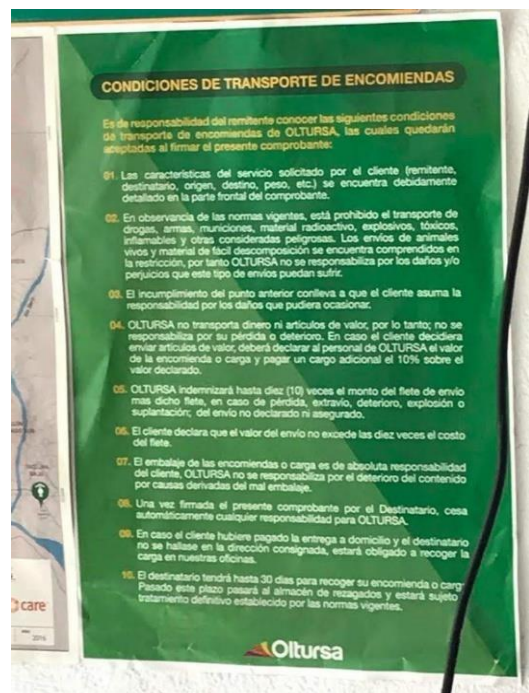 CONDICIONES DE TRANSPORTE DE ENCOMIENDAS
Es de responsabilidad del remitente conocer las siguientes condiciones
de transporte de encomiendas de OLTURSA, las cuales quedarán
aceptadas al firmar el presente comprobante:
01. Las características del servicio solicitado por el cliente (remitente,
destinatario, origen, destino, peso, etc.) se encuentra debidamente
detallado en la parte frontal del comprobante.
02. En observancia de las normas vigentes, está prohibido el transporte de
drogas, armas, municiones, material radioactivo, explosivos, tóxicos,
inflamables y otras consideradas peligrosas. Los envíos de animales
vivos y material de fácil descomposición se encuentra comprendidos en
la restricción, por tanto OLTURSA no se responsabiliza por los daños y/o
perjuicios que este tipo de envíos puedan sufrir.
03. El incumplimiento del punto anterior conlleva a que el cliente asuma la
responsabilidad por los daños que pudiera ocasionar.
04. OLTURSA no transporta dinero ni artículos de valor, por lo tanto; no se
responsabiliza por su pérdida o deterioro. En caso el cliente decidiera
enviar artículos de valor, deberá declarar al personal de OLTURSA el valor
de la encomienda o carga y pagar un cargo adicional el 10% sobre el
valor declarado.
05. OLTURSA indemnizará hasta diez (10) veces el monto del flete de envío
mas dicho flete, en caso de pérdida, extravío, deterioro, explosión o
suplantación; del envío no declarado ni asegurado.
06. El cliente declara que el valor del envío no excede las diez veces el costo
del flete.
07. El embalaje de las encomiendas o carga es de absoluta responsabilidad
del cliente, OLTURSA no se responsabiliza por el deterioro del contenido
por causas derivadas del mal embalaje.
08. Una vez firmada el presente comprobante por el Destinatario, cesa
automáticamente cualquier responsabilidad para OLTURSA.
09. En caso el cliente hubiere pagado la entrega a domicilio y el destinatario
no se hallase en la dirección consignada, estará obligado a recoger la
carga en nuestras oficinas.
10. El destinatario tendrá hasta 30 días para recoger su encomienda o carg
Pasado este plazo pasará al almacén de rezagados y estará sujeto
tratamiento definitivo establecido por las normas vigentes.
Oltursa
care
2016